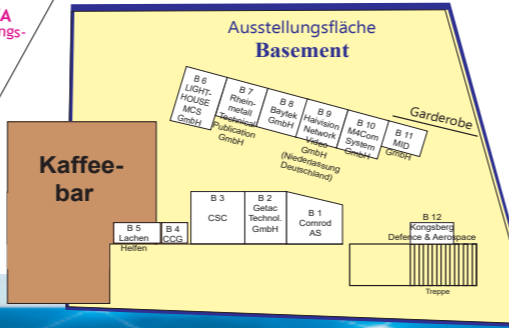 A
ngs-
Ausstellungsfläche
Basement
B 6
LIGHT-
HOUSE
MCS
GmbH
B 7
Rhein-
metall
Technical
Publication
GmbH
B 8
Baytek
GmbH
B 9
Haivision
Network
Video
GmbH
(Niederlassung
Deutschland)
B 10
M4Com
System
GmbH
B 11
MID
GmbH
Garderobe
Kaffee-
bar
B 5
Lachen
Helfen
B 4
CCG
B 3
CSC
B 2
Getac
Technol.
GmbH
B 1
Comrod
AS
B 12
Kongsberg
Defence & Aerospace
Treppe